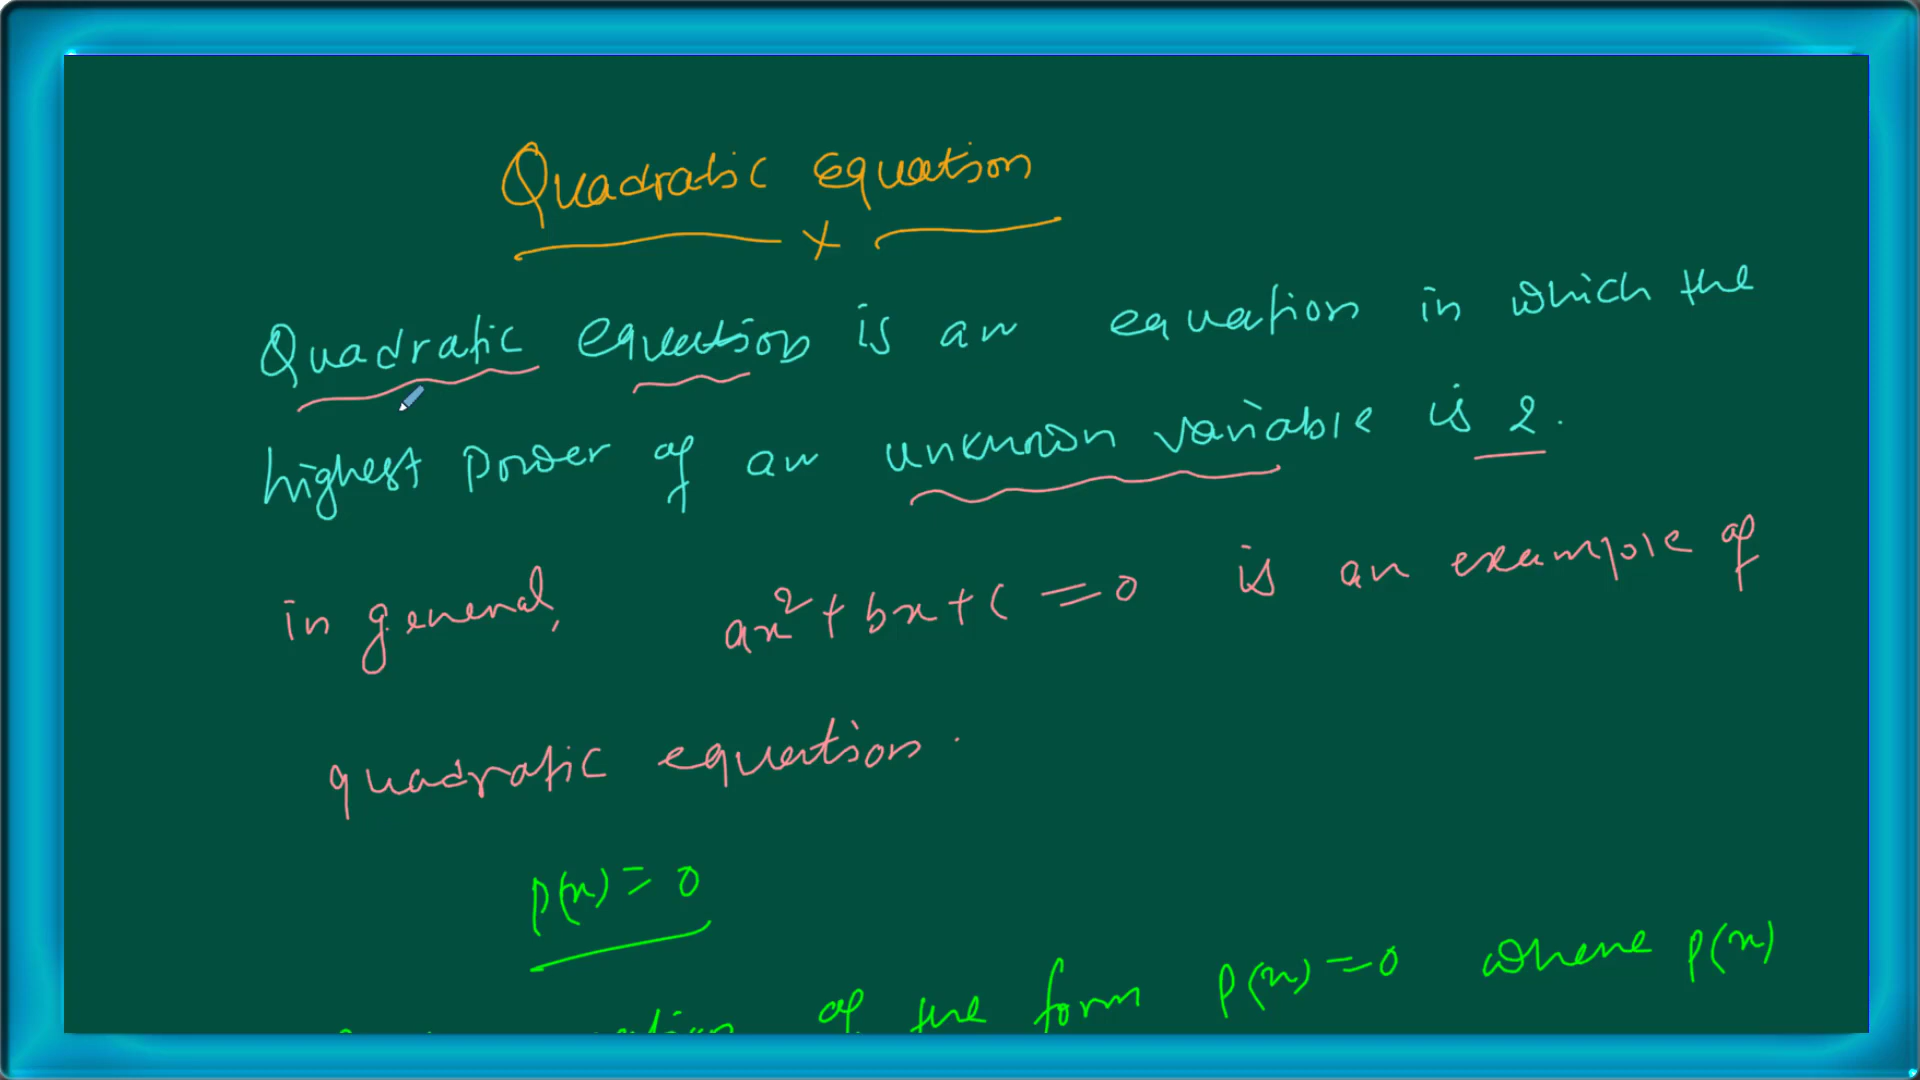 Quadratic equation
Quadratic equation is an equation in which the
highest power of an unknown variable is 2.
in general, ax²+bx+c=0 is an example of
quadratic equation.
P(x)=0
of the form P(x)=0 where P(x)